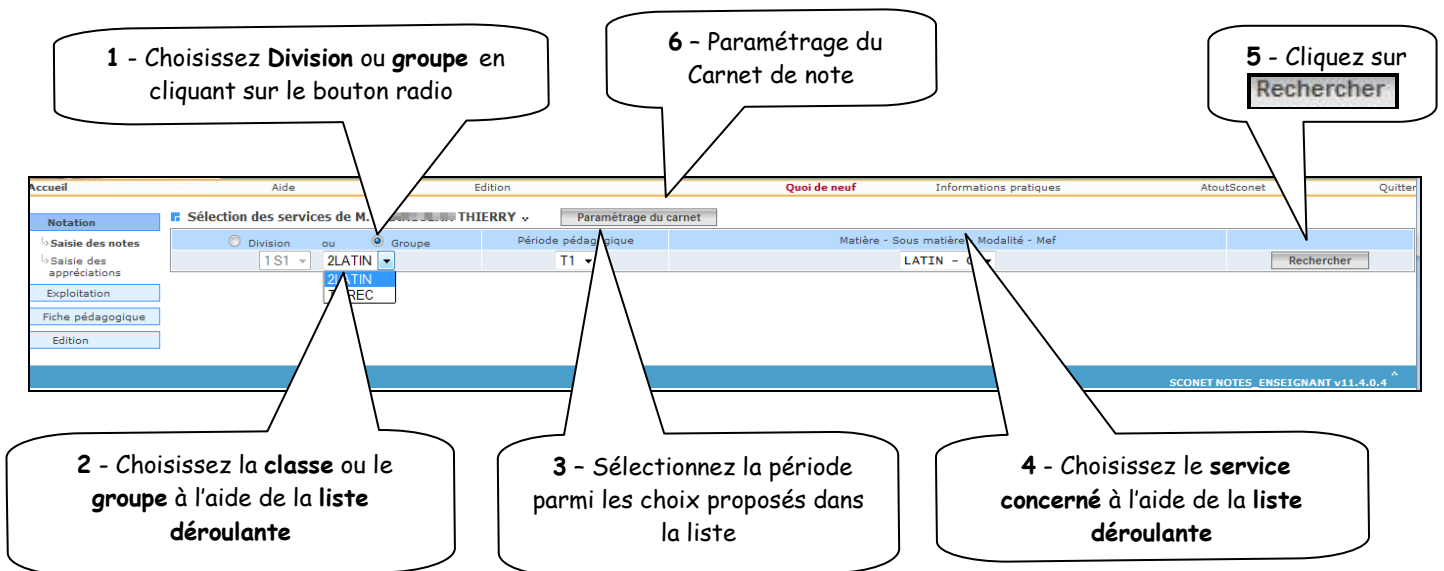 1 - Choisissez Division ou groupe en
cliquant sur le bouton radio
6 – Paramétrage du
Carnet de note
5 - Cliquez sur
Rechercher
Accueil Aide Edition Quoi de neuf Informations pratiques AtoutSconet Quitter
Notation
Saisie des notes
Saisie des
appréciations
Exploitation
Fiche pédagogique
Edition
Sélection des services de M. THIERRY Paramétrage du carnet
Division ou Groupe Période pédagogique Matière - Sous matière - Modalité - Mef
1 S1 2LATIN T1 LATIN - Rechercher
2LATIN
SCONET NOTES_ENSEIGNANT v11.4.0.4
2 - Choisissez la classe ou le
groupe à l'aide de la liste
déroulante
3 – Sélectionnez la période
parmi les choix proposés dans
la liste
4 - Choisissez le service
concerné à l'aide de la liste
déroulante